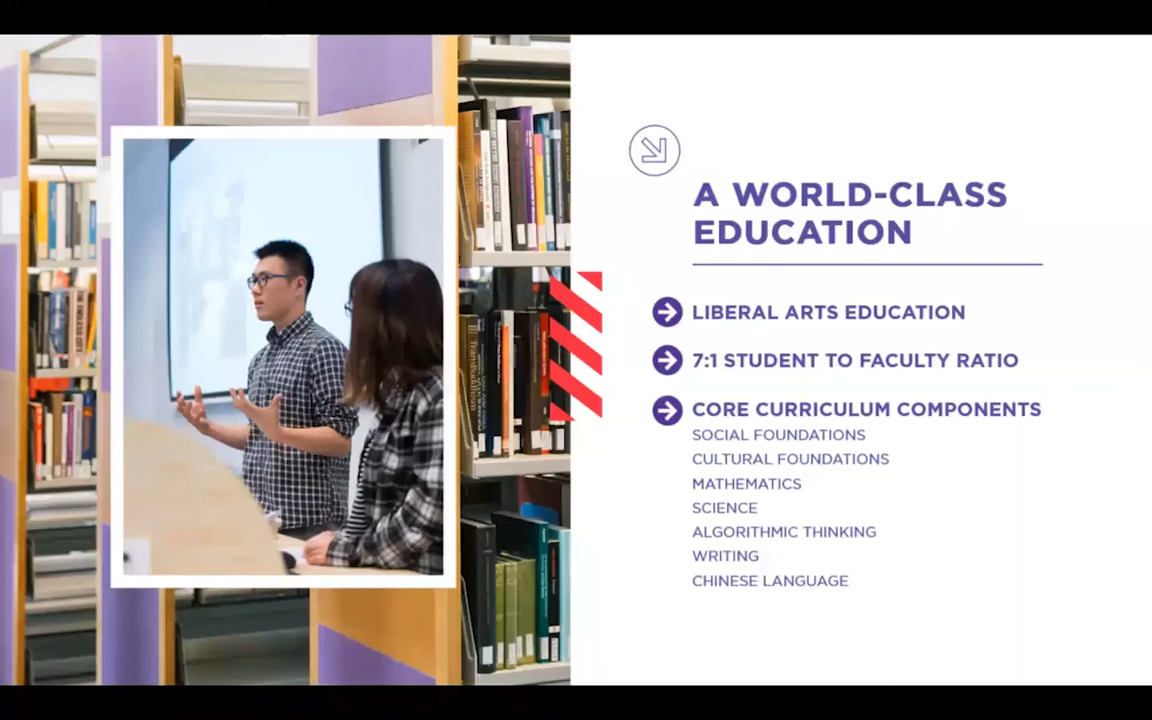 A WORLD-CLASS
EDUCATION
LIBERAL ARTS EDUCATION
7:1 STUDENT TO FACULTY RATIO
CORE CURRICULUM COMPONENTS
SOCIAL FOUNDATIONS
CULTURAL FOUNDATIONS
MATHEMATICS
SCIENCE
ALGORITHMIC THINKING
WRITING
CHINESE LANGUAGE